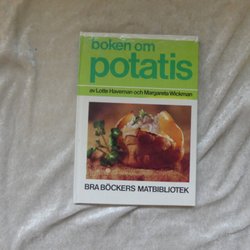 boken om
potatis
av Lotte Haveman och Margareta Wickman
BRA BÖCKERS MATBIBLIOTEK